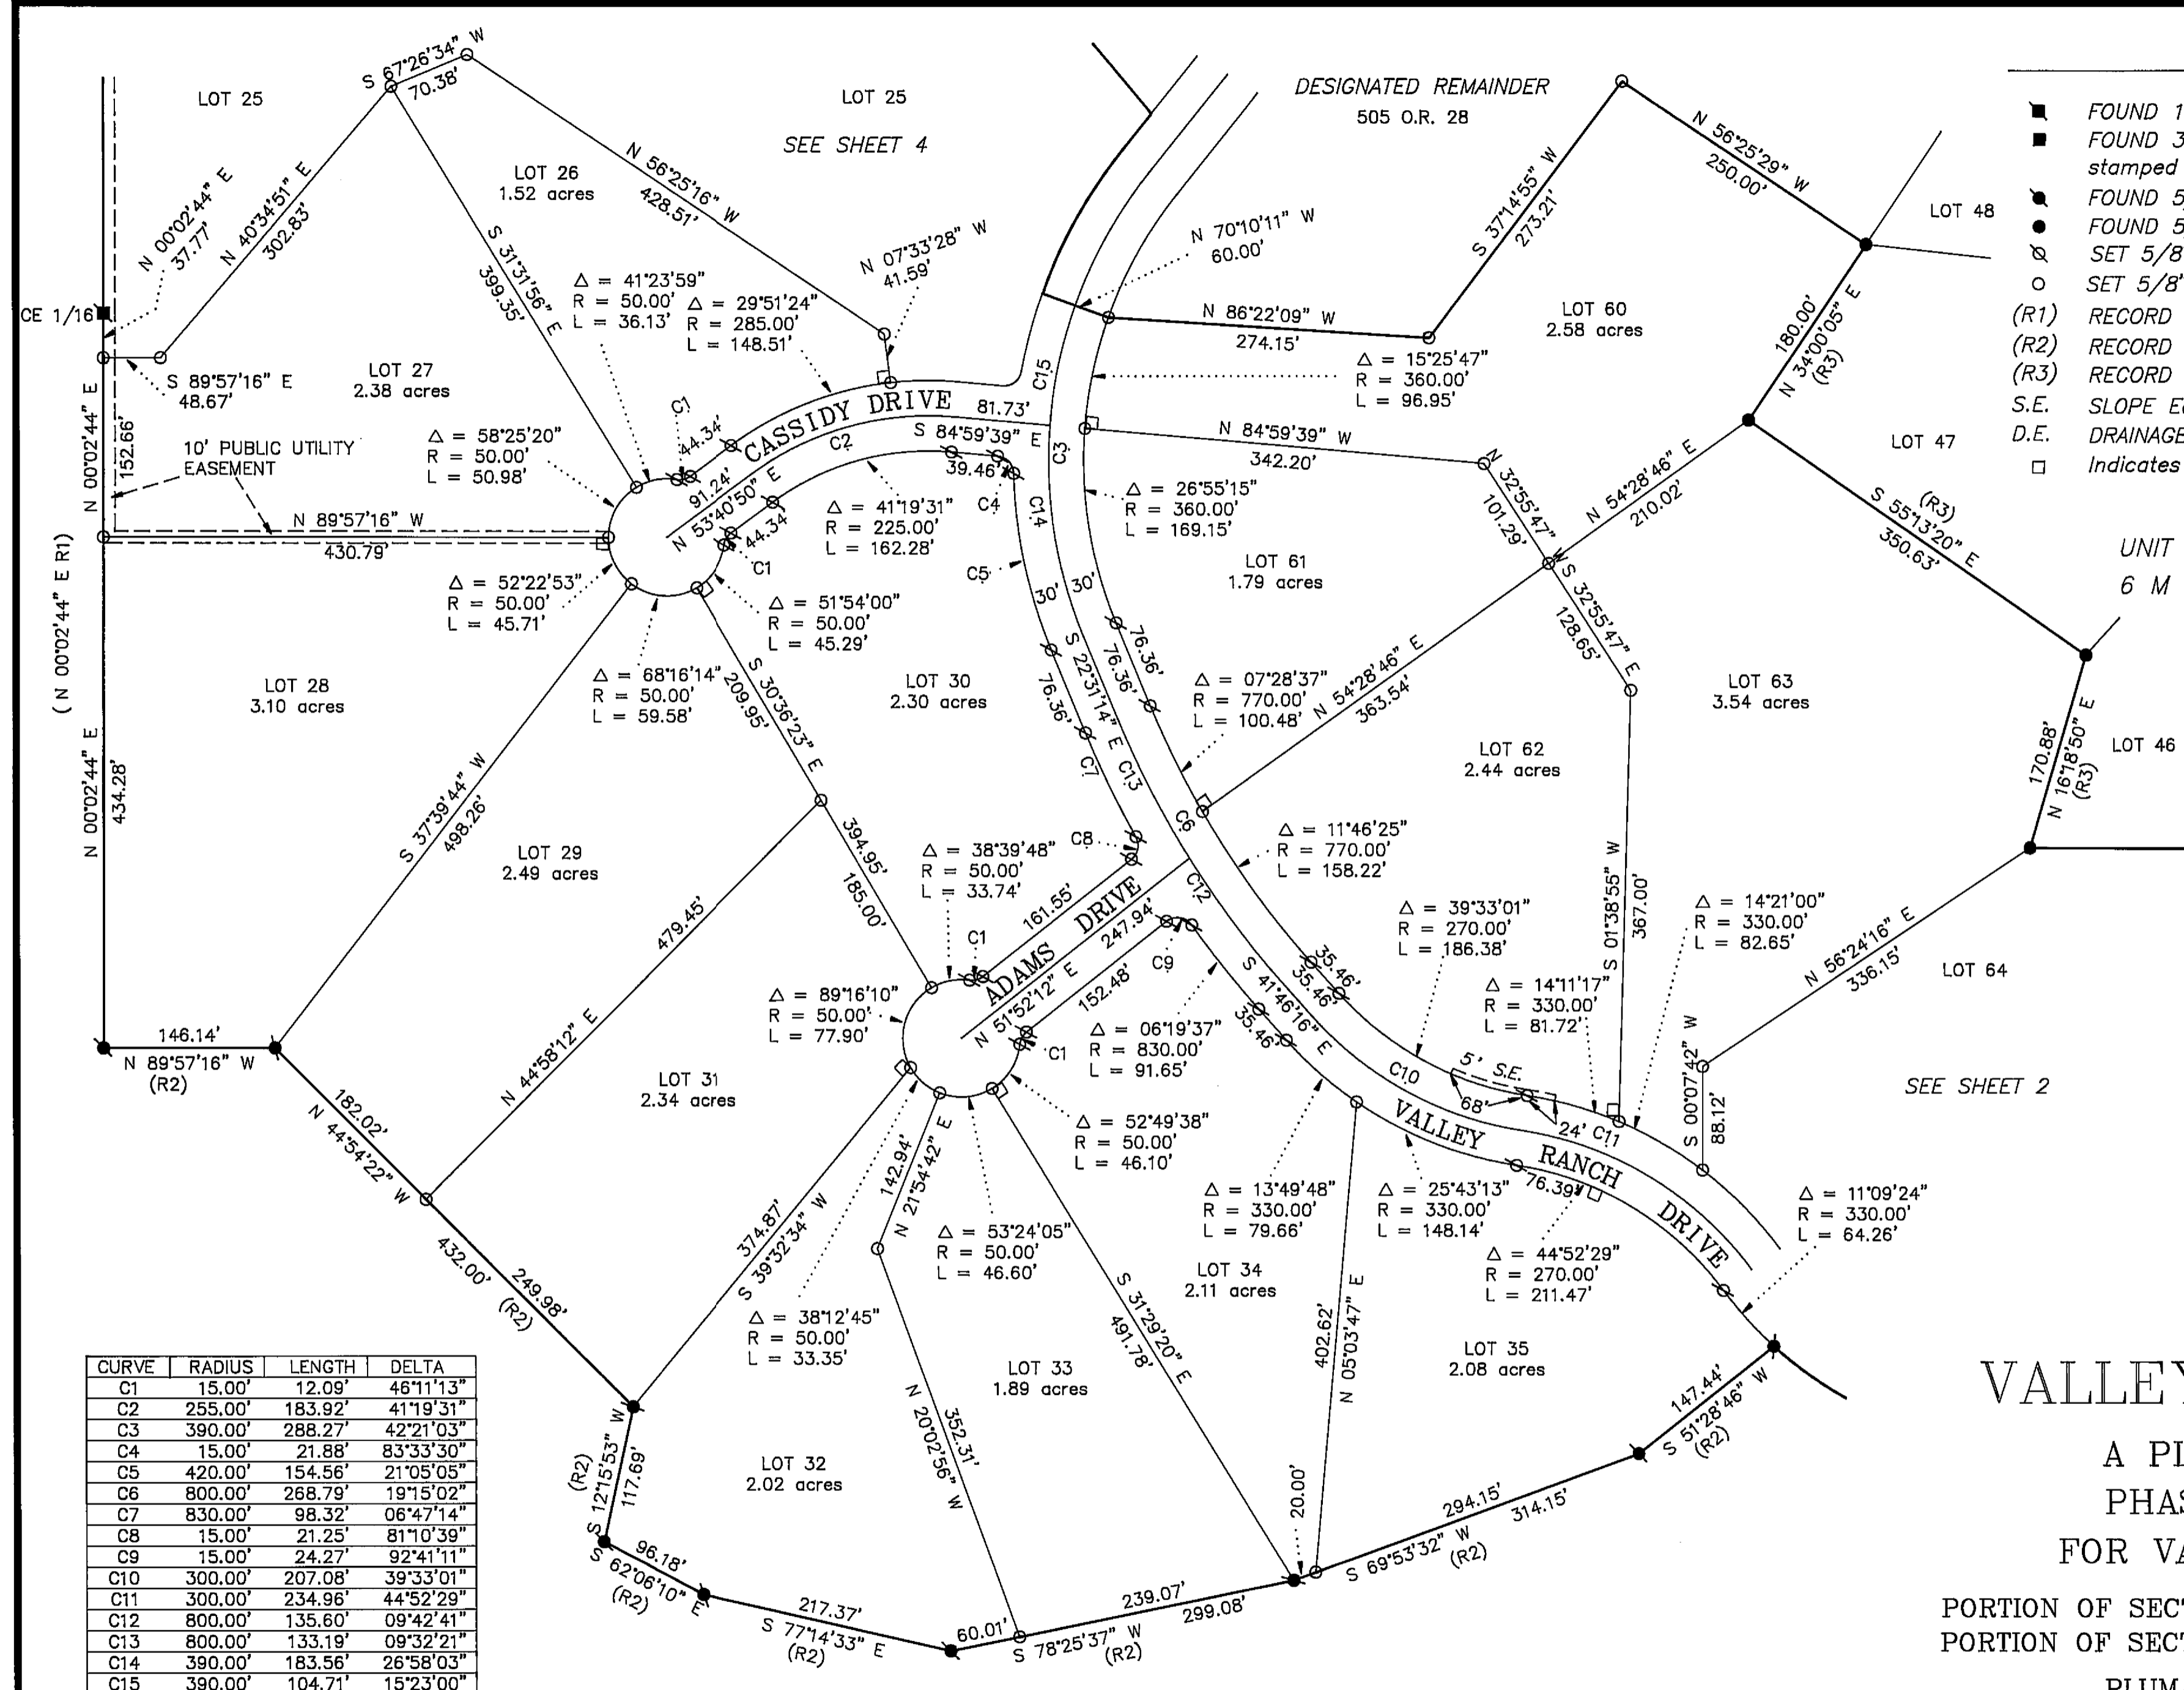 S 67°26'34" W
70.38'
LOT 25
LOT 25
SEE SHEET 4
DESIGNATED REMAINDER
505 O.R. 28
N 56°25'29" W
250.00'
LOT 48
FOUND 1
FOUND 3
stamped
FOUND 5
FOUND 5
SET 5/8
SET 5/8"
(R1) RECORD
(R2) RECORD
(R3) RECORD
S.E. SLOPE E
D.E. DRAINAGE
Indicates
LOT 26
1.52 acres
N 56°25'16" W
428.51'
N 00°02'44" E
37.77'
N 40°34'51" E
302.83'
S 31°31'56" E
399.35'
N 07°33'28" W
41.59'
N 70°10'11" W
60.00'
S 37°14'55" W
273.21'
Δ = 41°23'59"
R = 50.00'
L = 36.13'
Δ = 29°51'24"
R = 285.00'
L = 148.51'
CE 1/16
N 86°22'09" W
274.15'
LOT 60
2.58 acres
180.00'
N 34°00'05" E
(R3)
Δ = 15°25'47"
R = 360.00'
L = 96.95'
S 89°57'16" E
48.67'
LOT 27
2.38 acres
N 00°02'44" E
152.66'
10' PUBLIC UTILITY
EASEMENT
C1
44.34'
CASSIDY DRIVE
C2
81.73'
S 84°59'39" E
39.46'
C15
C3
C4
C14
C5
N 84°59'39" W
342.20'
N 32°55'47" W
101.29'
N 54°28'46" E
210.02'
LOT 47
(R3)
S 55°13'20" E
350.63'
UNIT
6 M
Δ = 58°25'20"
R = 50.00'
L = 50.98'
91.24'
N 53°40'50" E
44.34'
C1
Δ = 41°19'31"
R = 225.00'
L = 162.28'
Δ = 26°55'15"
R = 360.00'
L = 169.15'
N 89°57'16" W
430.79'
(N 00°02'44" E R1)
Δ = 52°22'53"
R = 50.00'
L = 45.71'
Δ = 51°54'00"
R = 50.00'
L = 45.29'
LOT 61
1.79 acres
30'
30'
S 32°55'47" E
128.65'
LOT 28
3.10 acres
Δ = 68°16'14"
R = 50.00'
L = 59.58'
S 30°36'23" E
209.95'
LOT 30
2.30 acres
76.36'
76.36'
76.36'
S 22°31'14" E
Δ = 07°28'37"
R = 770.00'
L = 100.48'
N 54°28'46" E
363.54'
LOT 63
3.54 acres
LOT 62
2.44 acres
170.88'
N 16°18'50" E
(R3)
LOT 46
N 00°02'44" E
434.28'
S 37°39'44" W
498.26'
C7
C13
C6
C8
LOT 29
2.49 acres
394.95'
185.00'
Δ = 38°39'48"
R = 50.00'
L = 33.74'
161.55'
ADAMS DRIVE
247.94'
N 51°52'12" E
C1
C12
Δ = 11°46'25"
R = 770.00'
L = 158.22'
S 01°38'55" W
367.00'
Δ = 39°33'01"
R = 270.00'
L = 186.38'
Δ = 14°21'00"
R = 330.00'
L = 82.65'
N 56°24'16" E
336.15'
LOT 64
479.45'
N 44°58'12" E
C9
152.48'
C1
35.46'
35.46'
35.46'
S 41°46'16" E
Δ = 14°11'17"
R = 330.00'
L = 81.72'
Δ = 89°16'10"
R = 50.00'
L = 77.90'
Δ = 06°19'37"
R = 830.00'
L = 91.65'
146.14'
N 89°57'16" W
(R2)
LOT 31
2.34 acres
C10
5' S.E.
68'
24'
C11
S 00°07'42" W
88.12'
SEE SHEET 2
182.02'
N 44°54'22" W
Δ = 52°49'38"
R = 50.00'
L = 46.10'
142.94'
N 21°54'42" E
VALLEY RANCH DRIVE
76.39'
374.87'
S 39°32'34" W
Δ = 13°49'48"
R = 330.00'
L = 79.66'
Δ = 25°43'13"
R = 330.00'
L = 148.14'
Δ = 11°09'24"
R = 330.00'
L = 64.26'
Δ = 53°24'05"
R = 50.00'
L = 46.60'
Δ = 44°52'29"
R = 270.00'
L = 211.47'
432.00'
249.98'
(R2)
LOT 34
2.11 acres
S 31°29'20" E
491.78'
402.62'
N 05°03'47" E
Δ = 38°12'45"
R = 50.00'
L = 33.35'
LOT 35
2.08 acres
LOT 33
1.89 acres
N 20°02'56" W
352.31'
147.44'
S 51°28'46" W
(R2)
S 12°15'53" W
117.69'
(R2)
LOT 32
2.02 acres
20.00'
294.15'
314.15'
S 69°53'32" W
(R2)
96.18'
S 62°06'10" E
(R2)
217.37'
S 77°14'33" E
(R2)
60.01'
239.07'
299.08'
S 78°25'37" W
(R2)
CURVE RADIUS LENGTH DELTA
C1 15.00' 12.09' 46°11'13"
C2 255.00' 183.92' 41°19'31"
C3 390.00' 288.27' 42°21'03"
C4 15.00' 21.88' 83°33'30"
C5 420.00' 154.56' 21°05'05"
C6 800.00' 268.79' 19°15'02"
C7 830.00' 98.32' 06°47'14"
C8 15.00' 21.25' 81°10'39"
C9 15.00' 24.27' 92°41'11"
C10 300.00' 207.08' 39°33'01"
C11 300.00' 234.96' 44°52'29"
C12 800.00' 135.60' 09°42'41"
C13 800.00' 133.19' 09°32'21"
C14 390.00' 183.56' 26°58'03"
C15 390.00' 104.71' 15°23'00"
VALLEY
A PL
PHAS
FOR VA
PORTION OF SECT
PORTION OF SECT
PLUM